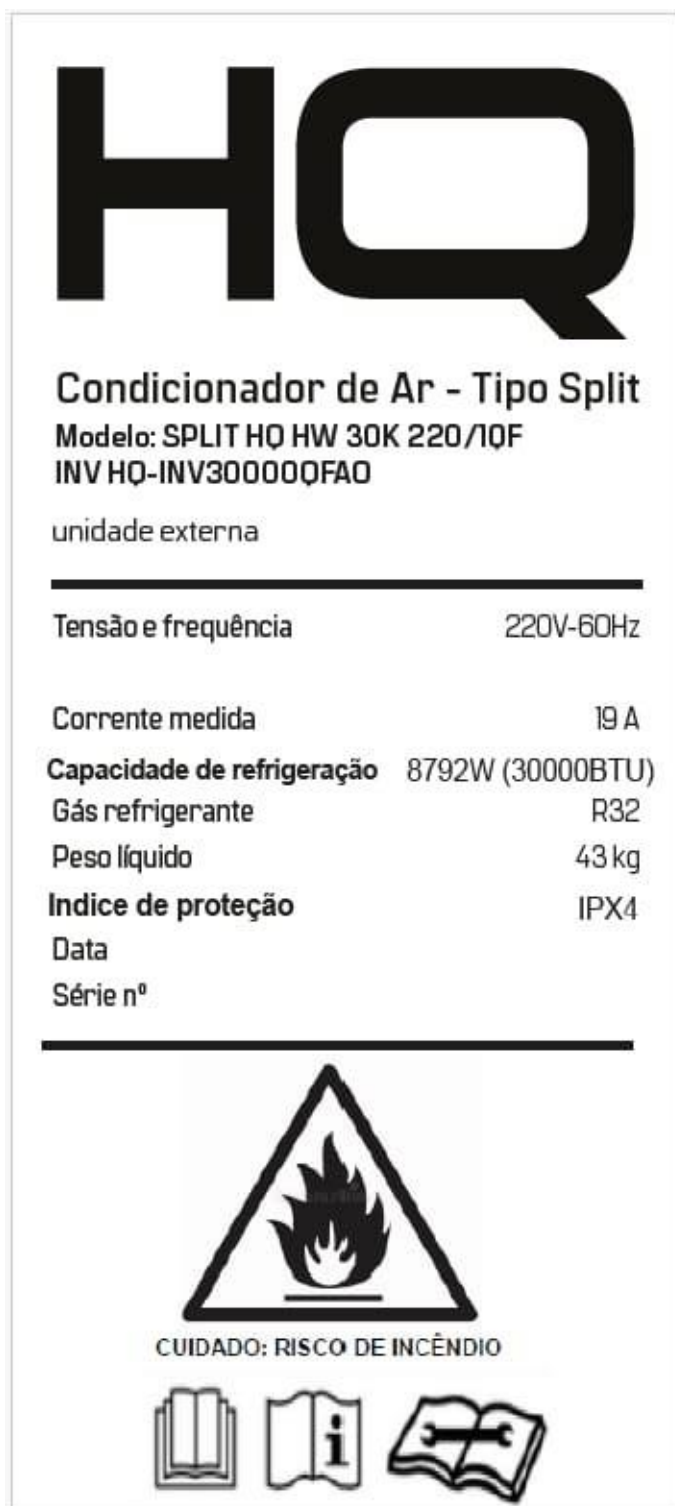 HQ
Condicionador de Ar - Tipo Split
Modelo: SPLIT HQ HW 30K 220/1QF
INV HQ-INV30000QFAO
unidade externa
Tensão e frequência 220V-60Hz
Corrente medida 19 A
Capacidade de refrigeração 8792W (30000BTU)
Gás refrigerante R32
Peso líquido 43 kg
Indice de proteção IPX4
Data
Série nº
CUIDADO: RISCO DE INCÊNDIO
i